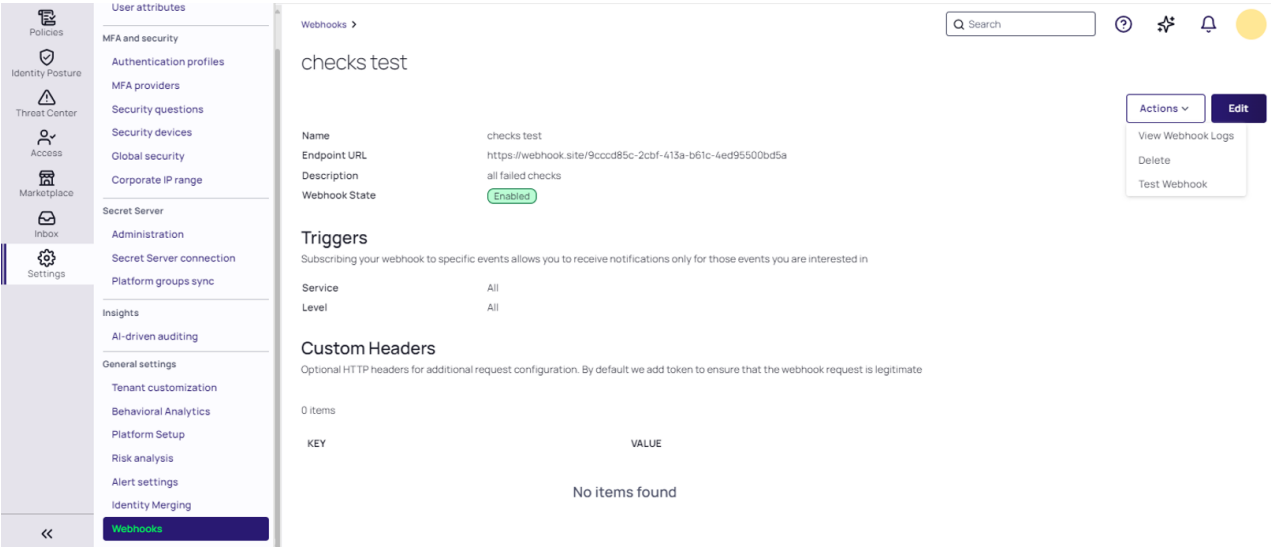 Policies
Identity Posture
Threat Center
Access
Marketplace
Inbox
Settings
User attributes
MFA and security
Authentication profiles
MFA providers
Security questions
Security devices
Global security
Corporate IP range
Secret Server
Administration
Secret Server connection
Platform groups sync
Insights
AI-driven auditing
General settings
Tenant customization
Behavioral Analytics
Platform Setup
Risk analysis
Alert settings
Identity Merging
Webhooks
Webhooks
Search
checks test
Actions
Edit
View Webhook Logs
Delete
Test Webhook
Name checks test
Endpoint URL https://webhook.site/9cccd85c-2cbf-413a-b61c-4ed95500bd5a
Description all failed checks
Webhook State Enabled
Triggers
Subscribing your webhook to specific events allows you to receive notifications only for those events you are interested in
Service All
Level All
Custom Headers
Optional HTTP headers for additional request configuration. By default we add token to ensure that the webhook request is legitimate
0 items
KEY VALUE
No items found